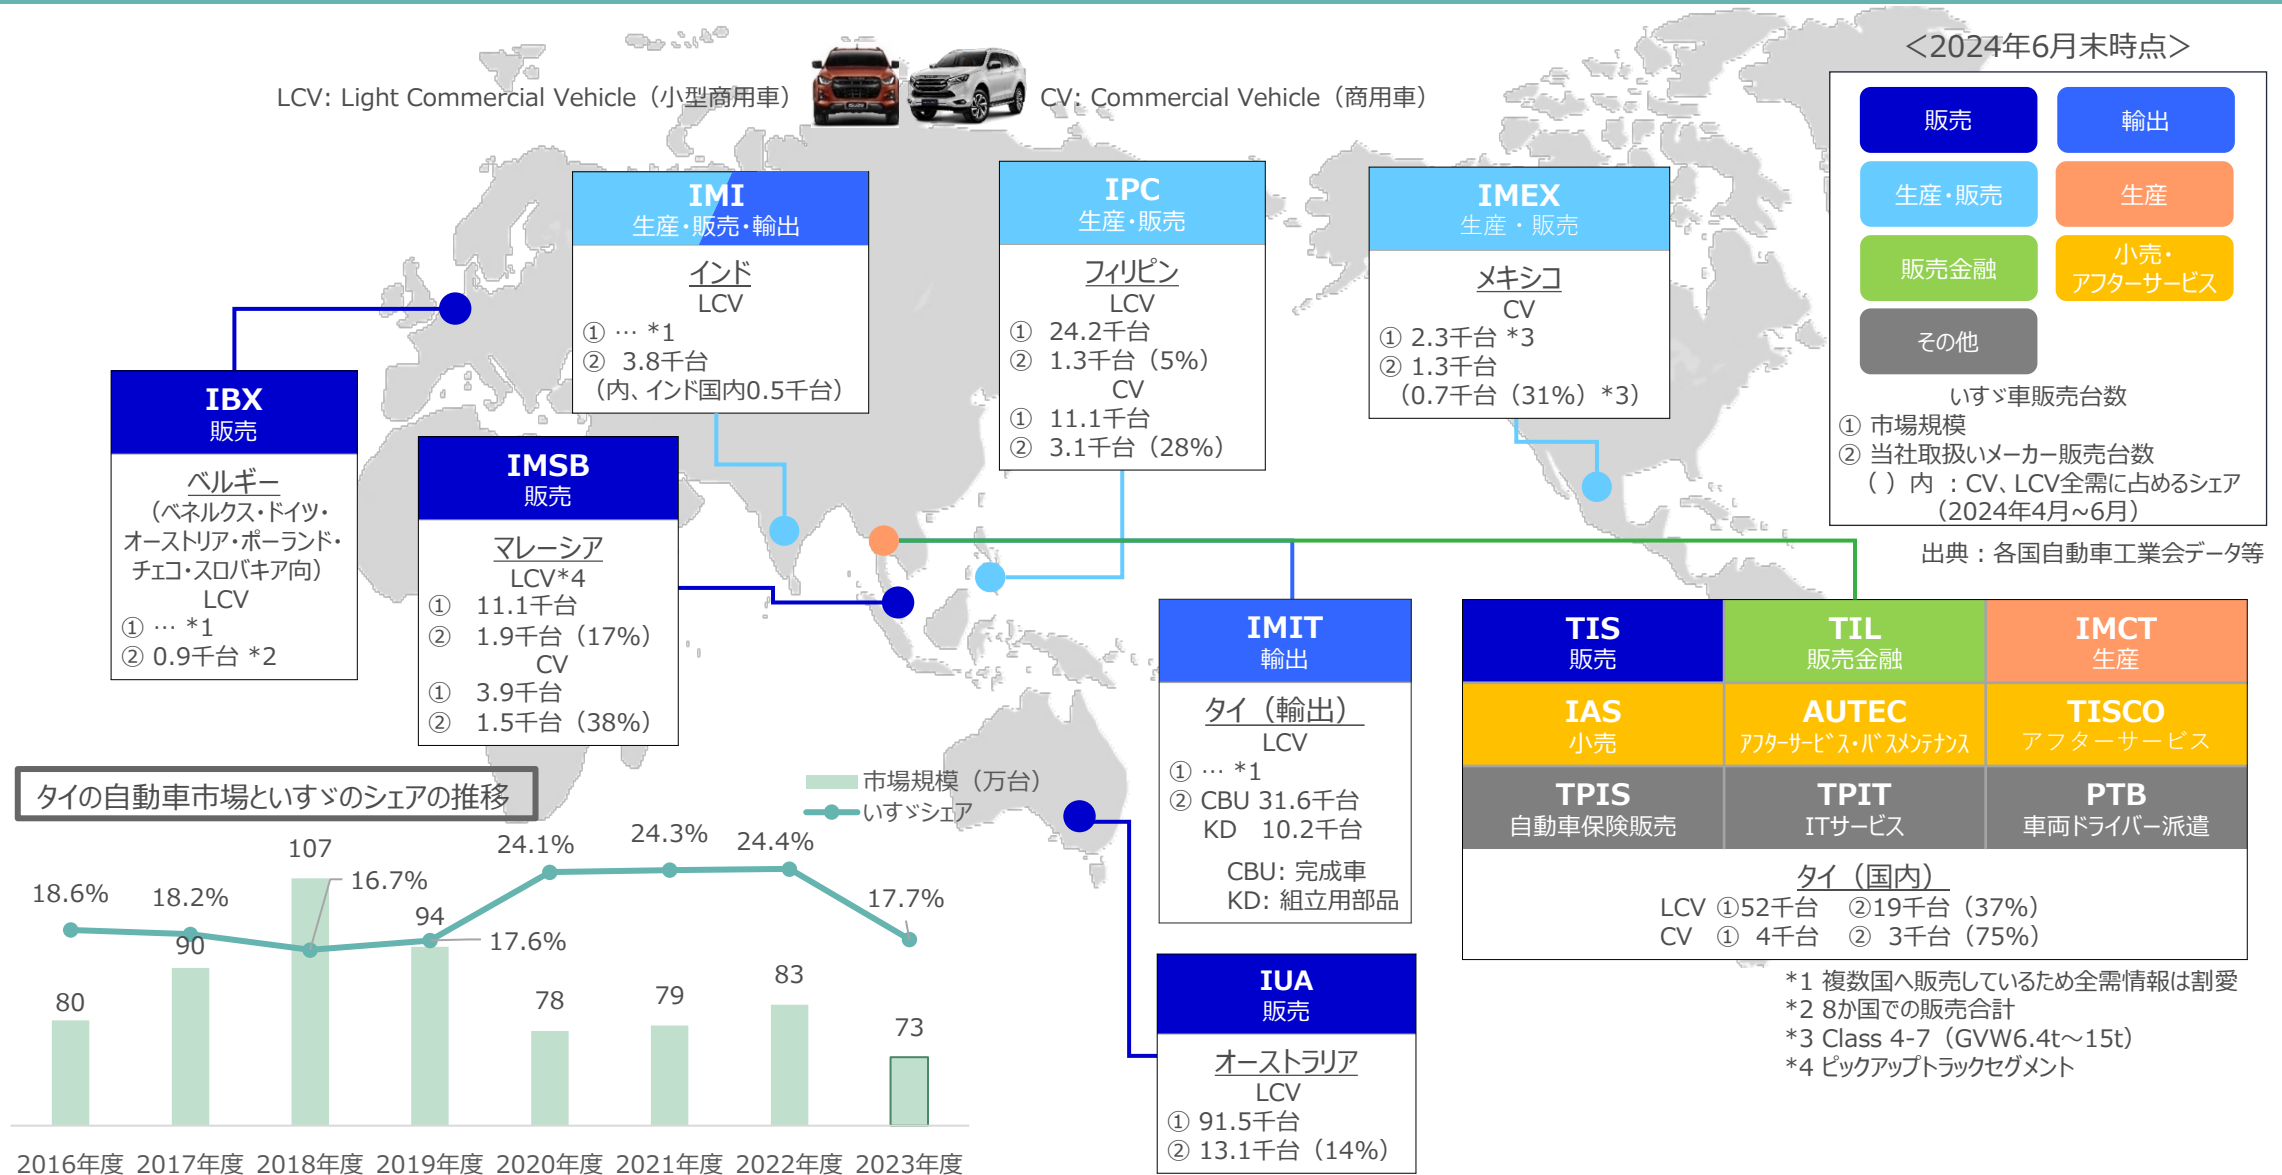 ＜2024年6月末時点＞
LCV: Light Commercial Vehicle（小型商用車）
CV: Commercial Vehicle（商用車）
販売
輸出
生産・販売
生産
販売金融
小売・
アフターサービス
その他
いすゞ車販売台数
① 市場規模
② 当社取扱いメーカー販売台数
（ ）内 ：CV、LCV全需に占めるシェア
（2024年4月~6月）
出典：各国自動車工業会データ等
IMI
生産・販売・輸出
インド
LCV
① … *1
② 3.8千台
（内、インド国内0.5千台）
IPC
生産・販売
フィリピン
LCV
① 24.2千台
② 1.3千台（5%）
CV
① 11.1千台
② 3.1千台（28%）
IMEX
生産・販売
メキシコ
CV
① 2.3千台 *3
② 1.3千台
（0.7千台（31%）*3）
IBX
販売
ベルギー
（ベネルクス・ドイツ・
オーストリア・ポーランド・
チェコ・スロバキア向）
LCV
① … *1
② 0.9千台 *2
IMSB
販売
マレーシア
LCV*4
① 11.1千台
② 1.9千台（17%）
CV
① 3.9千台
② 1.5千台（38%）
IMIT
輸出
タイ（輸出）
LCV
① … *1
② CBU 31.6千台
KD 10.2千台
CBU: 完成車
KD: 組立用部品
IUA
販売
オーストラリア
LCV
① 91.5千台
② 13.1千台（14%）
TIS
販売
TIL
販売金融
IMCT
生産
IAS
小売
AUTEC
アフターサービス・バスメンテナンス
TISCO
アフターサービス
TPIS
自動車保険販売
TPIT
ITサービス
PTB
車両ドライバー派遣
タイ（国内）
LCV ①52千台 ②19千台（37%）
CV ① 4千台 ② 3千台（75%）
*1 複数国へ販売しているため全需情報は割愛
*2 8か国での販売合計
*3 Class 4-7（GVW6.4t～15t）
*4 ピックアップトラックセグメント
タイの自動車市場といすゞのシェアの推移
市場規模（万台）
いすゞシェア
18.6%
18.2%
16.7%
17.6%
24.1%
24.3%
24.4%
17.7%
80
90
107
94
78
79
83
73
2016年度 2017年度 2018年度 2019年度 2020年度 2021年度 2022年度 2023年度